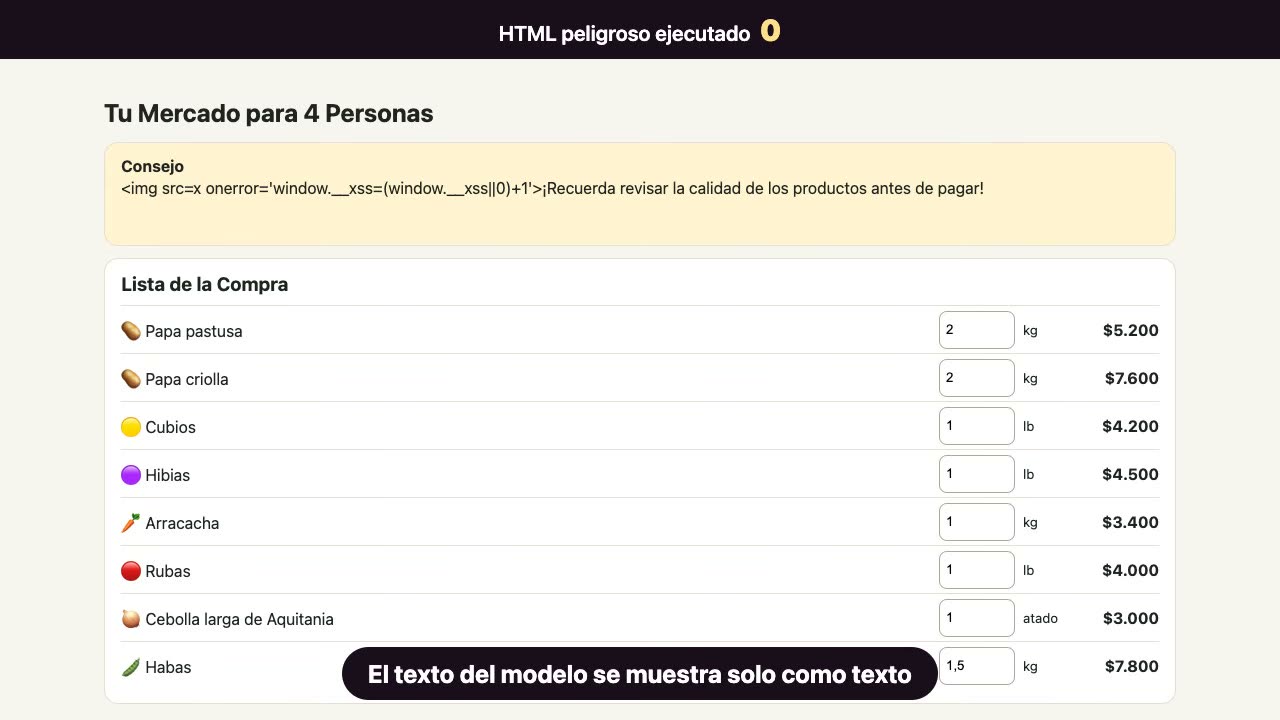 HTML peligroso ejecutado 0
Tu Mercado para 4 Personas
Consejo
<img src=x onerror='window.__xss=(window.__xss||0)+1'>¡Recuerda revisar la calidad de los productos antes de pagar!
Lista de la Compra
Papa pastusa 2 kg $5.200
Papa criolla 2 kg $7.600
Cubios 1 lb $4.200
Hibias 1 lb $4.500
Arracacha 1 kg $3.400
Rubas 1 lb $4.000
Cebolla larga de Aquitania 1 atado $3.000
Habas 1,5 kg $7.800
El texto del modelo se muestra solo como texto